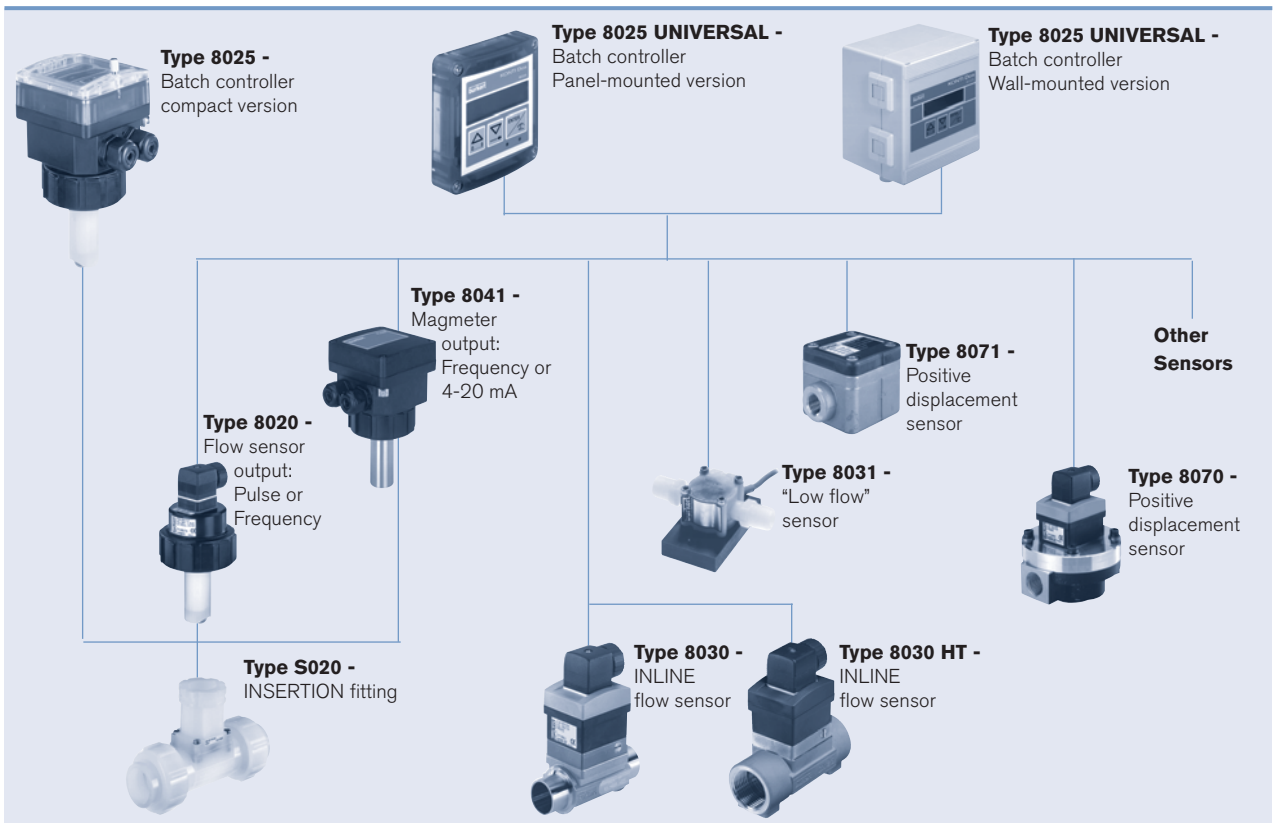 Type 8025 -
Batch controller
compact version
Type 8025 UNIVERSAL -
Batch controller
Panel-mounted version
Type 8025 UNIVERSAL -
Batch controller
Wall-mounted version
Type 8041 -
Magmeter
output:
Frequency or
4-20 mA
Type 8020 -
Flow sensor
output:
Pulse or
Frequency
Type S020 -
INSERTION fitting
Type 8071 -
Positive
displacement
sensor
Other
Sensors
Type 8031 -
“Low flow”
sensor
Type 8070 -
Positive
displacement
sensor
Type 8030 -
INLINE
flow sensor
Type 8030 HT -
INLINE
flow sensor